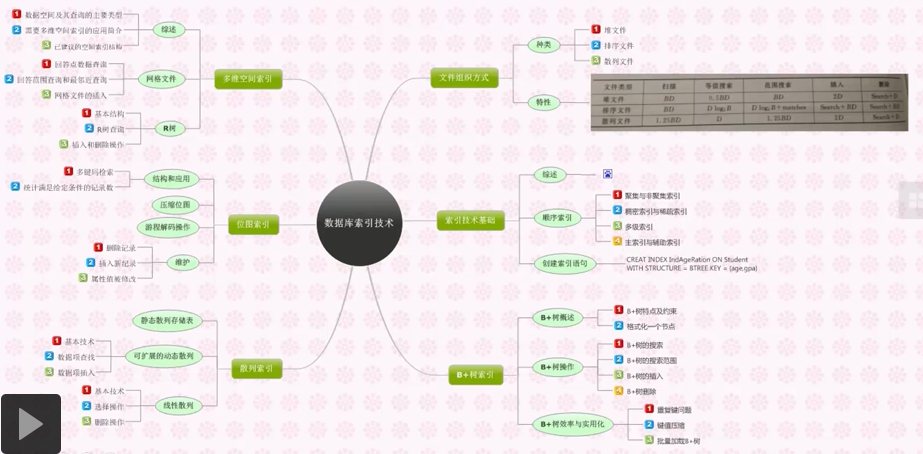 数据库索引技术
多维空间索引
综述
1 数据空间及其查询的主要类型
2 需要多维空间索引的应用简介
3 已建议的空间索引结构
网格文件
1 回答点数据查询
2 回答范围查询和最邻近查询
3 网格文件的插入
R树
1 基本结构
2 R树查询
3 插入和删除操作
位图索引
结构和应用
1 多键码检索
2 统计满足给定条件的记录数
压缩位图
游程解码操作
维护
1 删除记录
2 插入新纪录
3 属性值被修改
散列索引
静态散列存储表
可扩展的动态散列
1 基本技术
2 数据项查找
3 数据项插入
线性散列
1 基本技术
2 选择操作
3 删除操作
文件组织方式
种类
1 堆文件
2 排序文件
3 散列文件
特性
文件类型 扫描 等值搜索 范围搜索 插入
堆文件 BD 0.5BD BD 2D Search+D
排序文件 BD D log₂B D log₂B+matches Search+BD Search+BD
散列文件 1.25BD D 1.25BD 2D Search+D
索引技术基础
综述
顺序索引
1 聚集与非聚集索引
2 稠密索引与稀疏索引
3 多级索引
4 主索引与辅助索引
创建索引语句
CREAT INDEX IndAgeRation ON Student
WITH STRUCTURE = BTREE.KEY = (age,gpa)
B+树索引
B+树概述
1 B+树特点及约束
2 格式化一个节点
B+树操作
1 B+树的搜索
2 B+树的搜索范围
3 B+树的插入
4 B+树删除
B+树效率与实用化
1 重复键问题
2 键值压缩
3 批量加载B+树